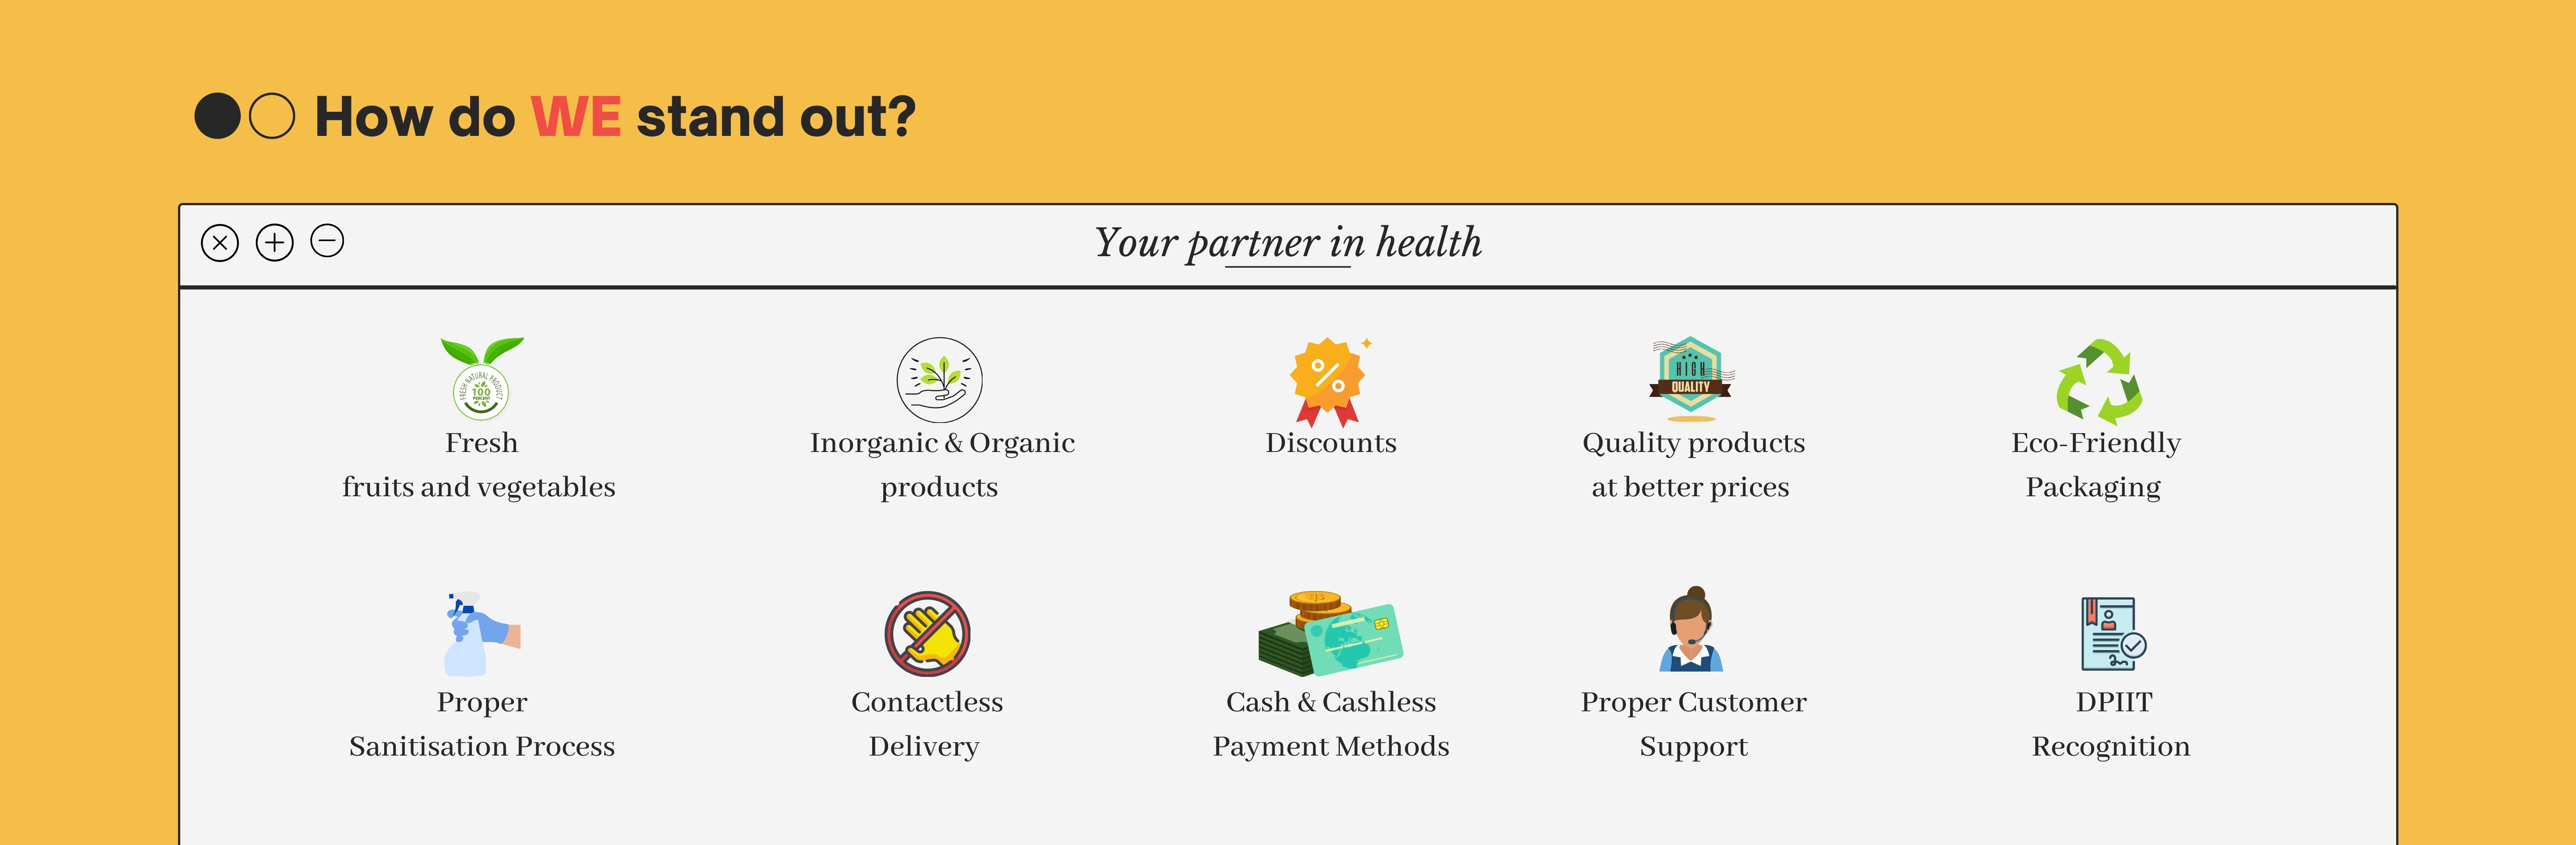 How do WE stand out?
Your partner in health
FRESH NATURAL PRODUCT
100
PERCENT
Fresh
fruits and vegetables
Inorganic & Organic
products
%
Discounts
HIGH
QUALITY
Quality products
at better prices
Eco-Friendly
Packaging
Proper
Sanitisation Process
Contactless
Delivery
Cash & Cashless
Payment Methods
Proper Customer
Support
DPIIT
Recognition